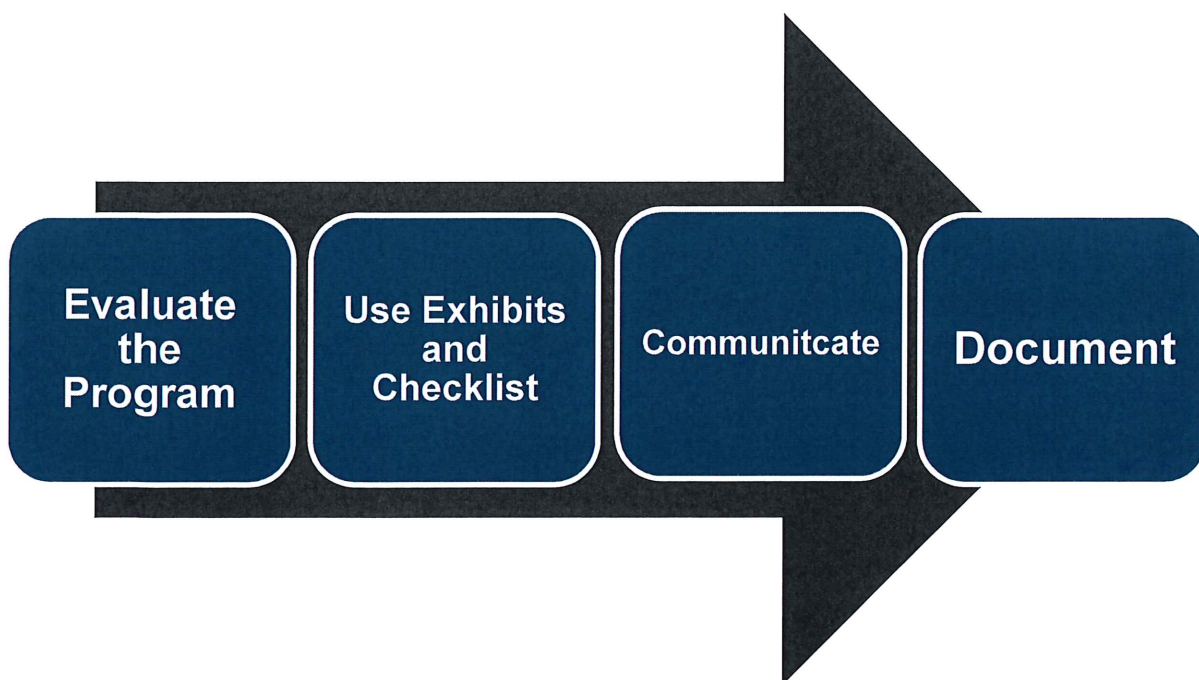 Evaluate
the
Program
Use Exhibits
and
Checklist
Communitcate
Document